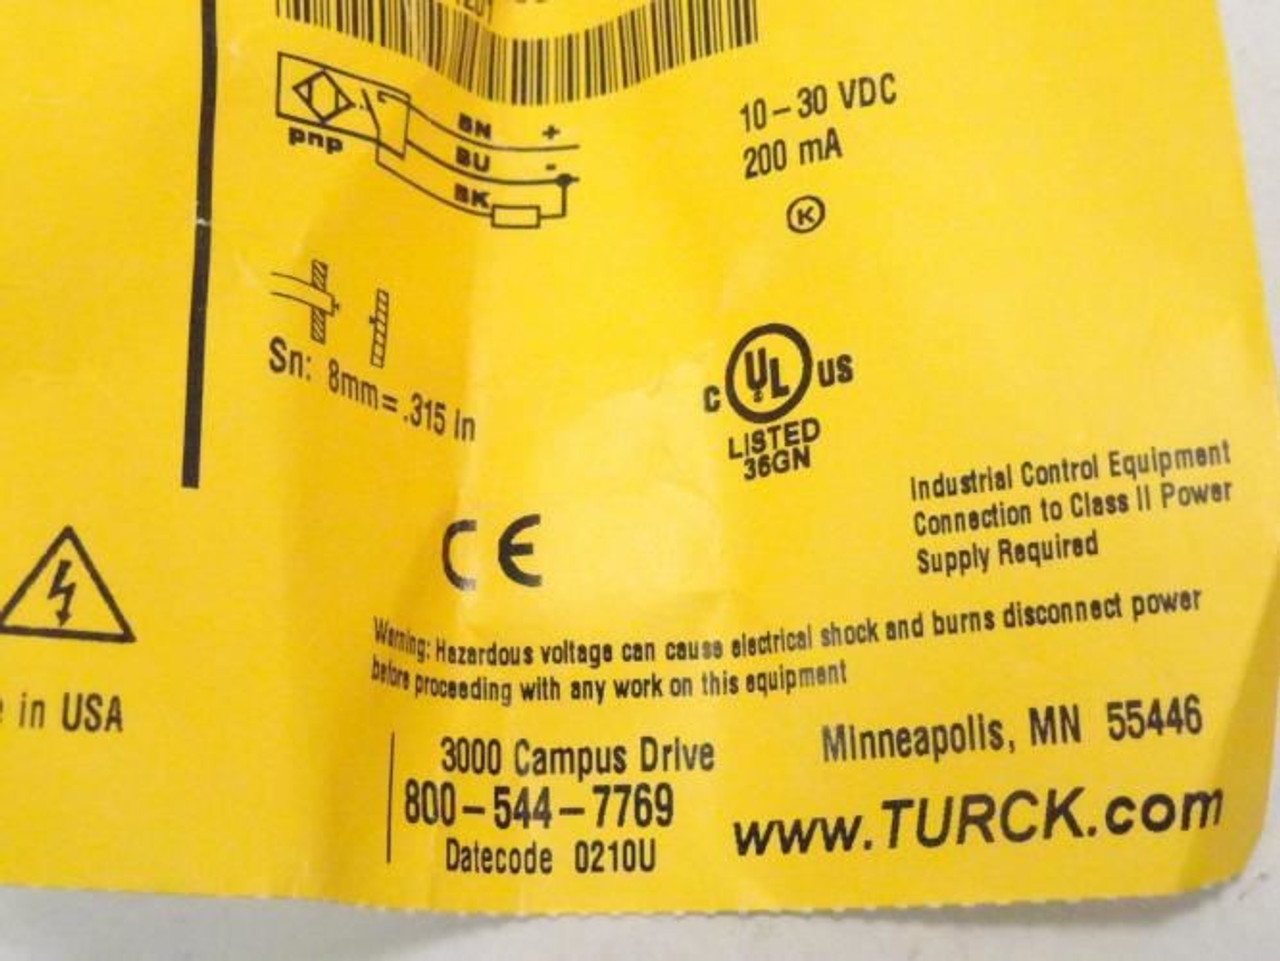 BN +
BU -
BK
pnp
10-30 VDC
200 mA
K
Sn: 8mm=.315 In
C UL US
LISTED
36GN
Industrial Control Equipment
Connection to Class II Power
Supply Required
CE
Warning: Hazardous voltage can cause electrical shock and burns disconnect power
before proceeding with any work on this equipment
in USA
3000 Campus Drive
Minneapolis, MN 55446
800-544-7769
www.TURCK.com
Datecode 0210U